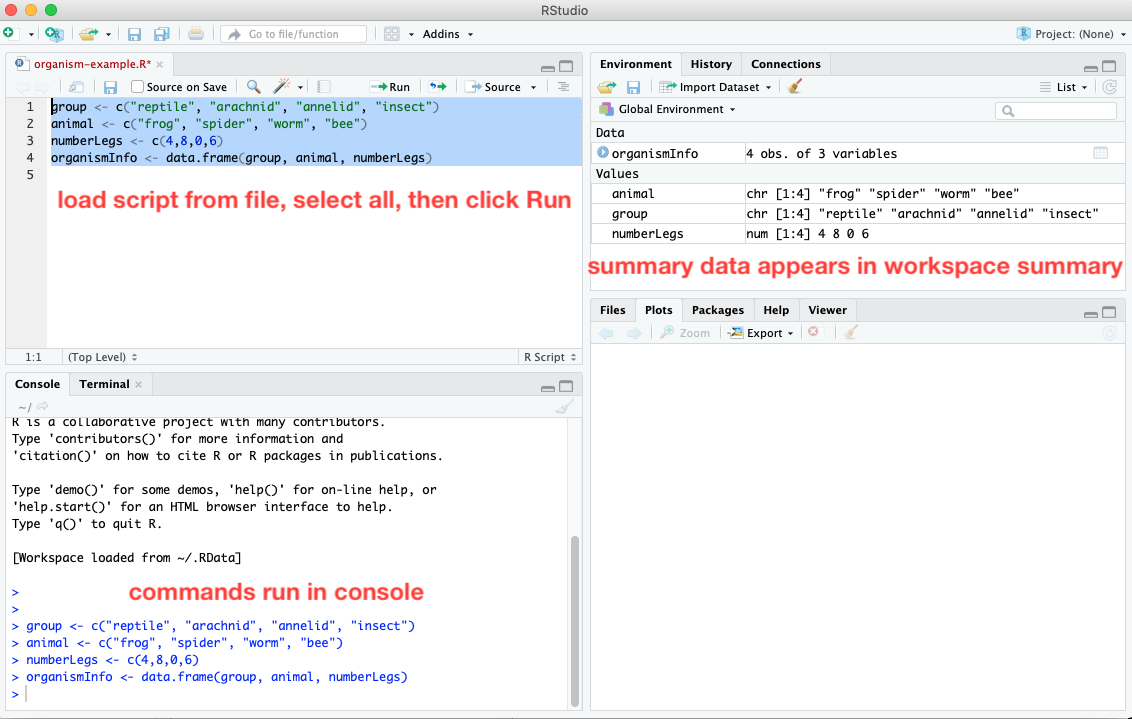 RStudio
Go to file/function
Addins
Project: (None)
organism-example.R*
Source on Save
Run
Source
1 group <- c("reptile", "arachnid", "annelid", "insect")
2 animal <- c("frog", "spider", "worm", "bee")
3 numberLegs <- c(4,8,0,6)
4 organismInfo <- data.frame(group, animal, numberLegs)
5
load script from file, select all, then click Run
1:1 (Top Level) R Script
Console Terminal
~/
R is a collaborative project with many contributors.
Type 'contributors()' for more information and
'citation()' on how to cite R or R packages in publications.
Type 'demo()' for some demos, 'help()' for on-line help, or
'help.start()' for an HTML browser interface to help.
Type 'q()' to quit R.
[Workspace loaded from ~/.RData]
>
commands run in console
>
> group <- c("reptile", "arachnid", "annelid", "insect")
> animal <- c("frog", "spider", "worm", "bee")
> numberLegs <- c(4,8,0,6)
> organismInfo <- data.frame(group, animal, numberLegs)
>
Environment History Connections
Import Dataset List
Global Environment
Data
organismInfo 4 obs. of 3 variables
Values
animal chr [1:4] "frog" "spider" "worm" "bee"
group chr [1:4] "reptile" "arachnid" "annelid" "insect"
numberLegs num [1:4] 4 8 0 6
summary data appears in workspace summary
Files Plots Packages Help Viewer
Zoom Export